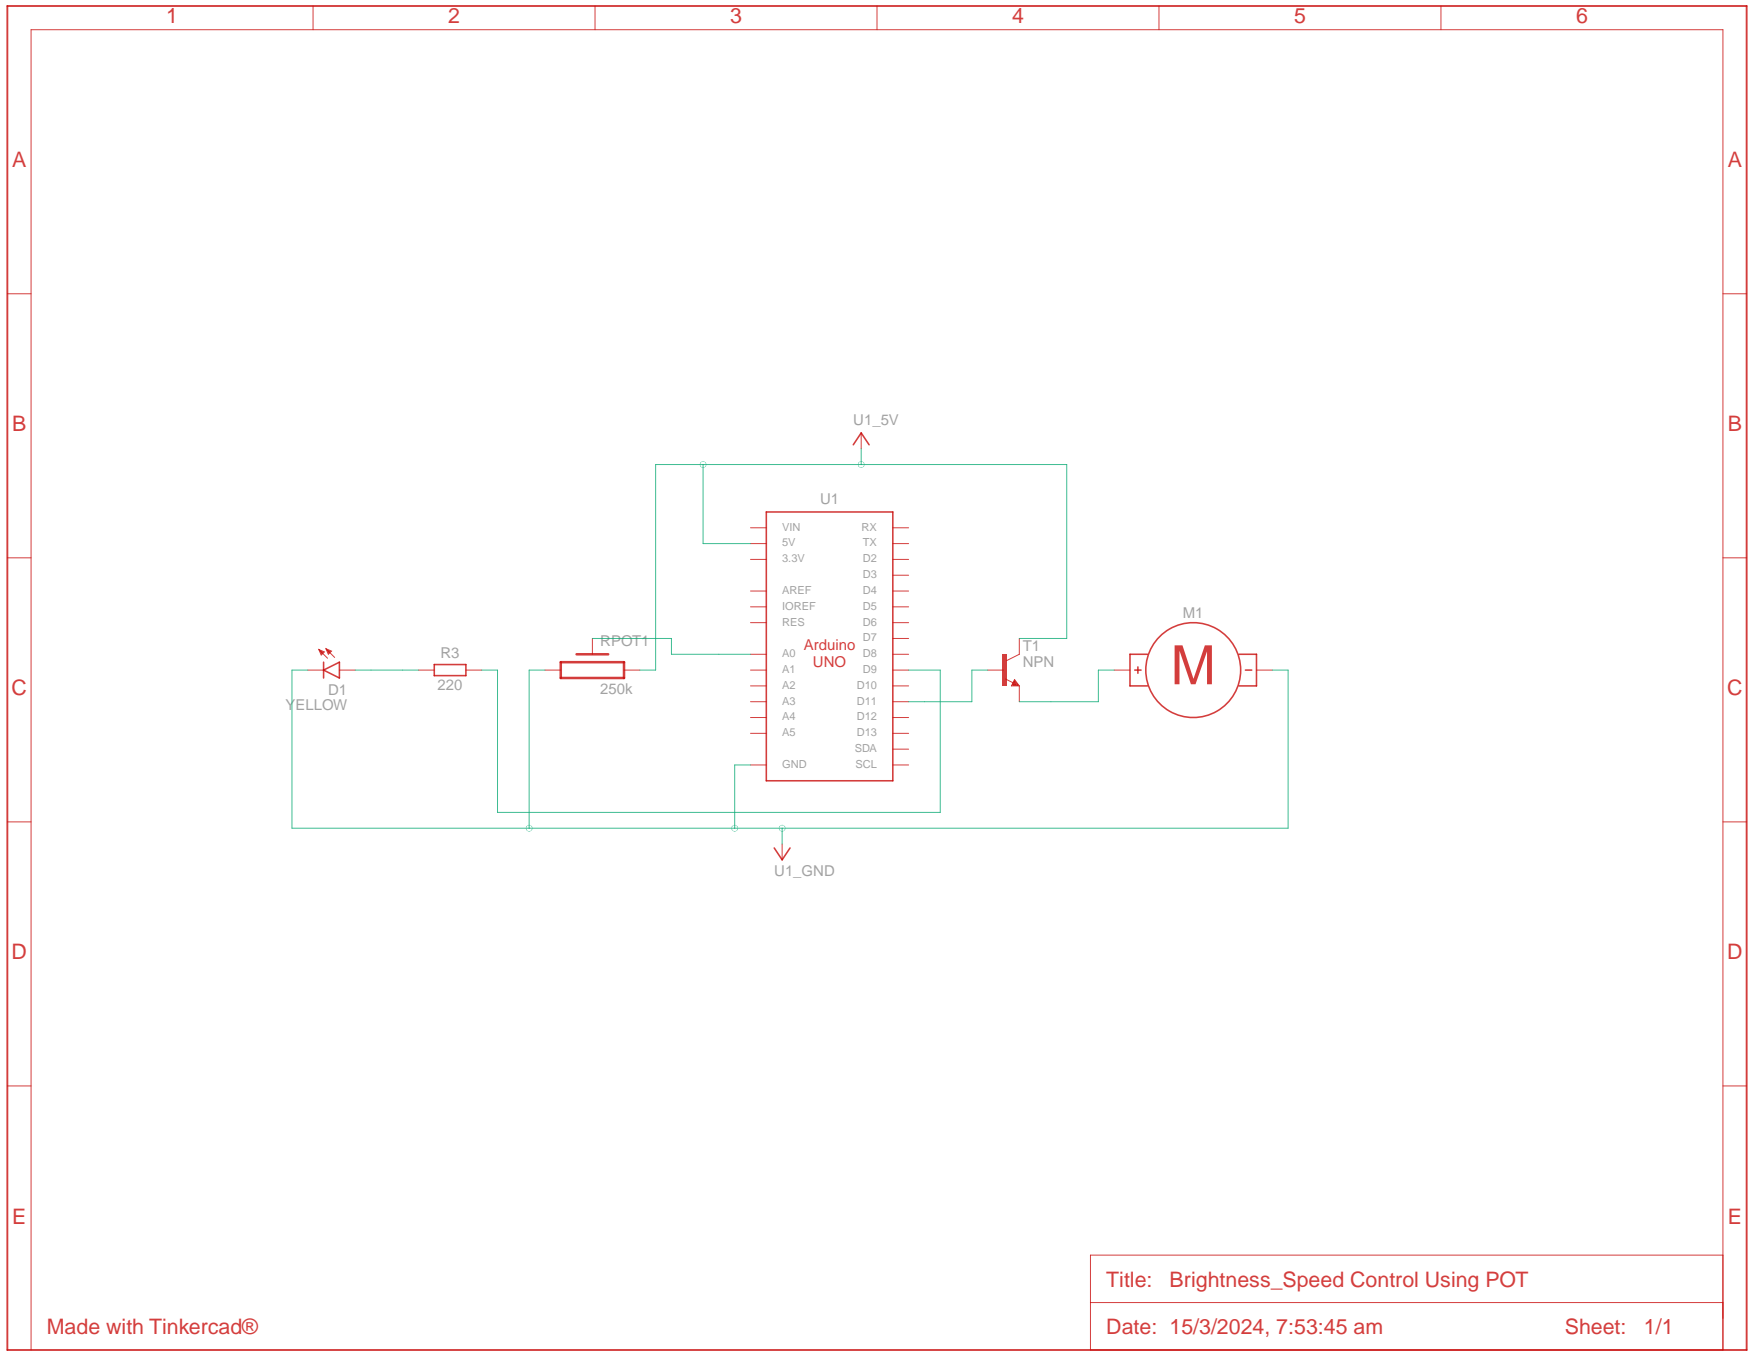 1 2 3 4 5 6
A A
B B
U1_5V
U1
VIN RX
5V TX
3.3V D2
D3
AREF D4
IOREF D5
RES D6
D7
A0 D8
A1 D9
A2 D10
A3 D11
A4 D12
A5 D13
SDA
GND SCL
Arduino
UNO
RPOT1
250k
R3
220
D1
YELLOW
T1
NPN
M1
+ M -
C C
U1_GND
D D
E E
Title: Brightness_Speed Control Using POT
Date: 15/3/2024, 7:53:45 am Sheet: 1/1
Made with Tinkercad®